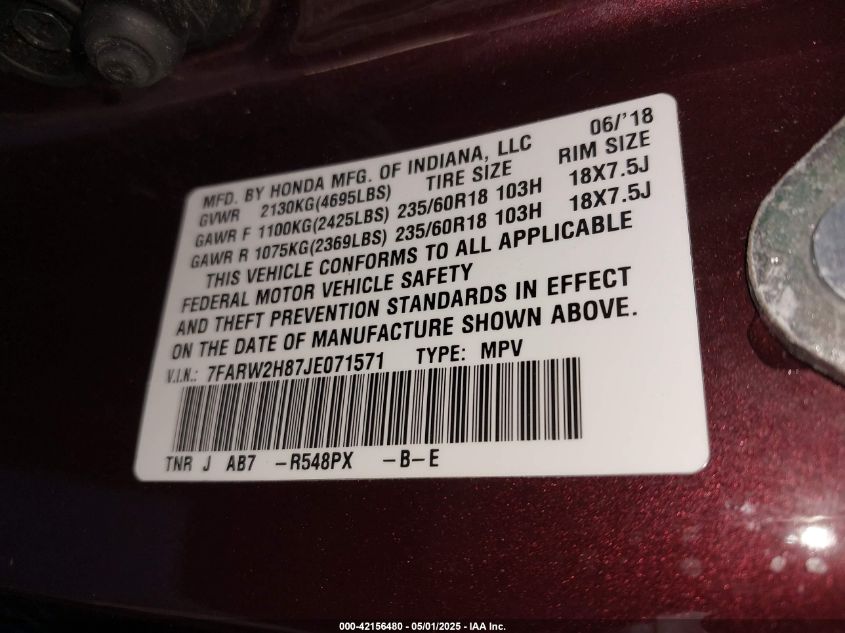 MFD. BY HONDA MFG. OF INDIANA, LLC 06/'18
GVWR 2130KG(4695LBS) TIRE SIZE RIM SIZE
GAWR F 1100KG(2425LBS) 235/60R18 103H 18X7.5J
GAWR R 1075KG(2369LBS) 235/60R18 103H 18X7.5J
THIS VEHICLE CONFORMS TO ALL APPLICABLE
FEDERAL MOTOR VEHICLE SAFETY
AND THEFT PREVENTION STANDARDS IN EFFECT
ON THE DATE OF MANUFACTURE SHOWN ABOVE.
V.I.N.: 7FARW2H87JE071571 TYPE: MPV
TNR J AB7 -R548PX -B-E
000-42156480 - 05/01/2025 - IAA Inc.